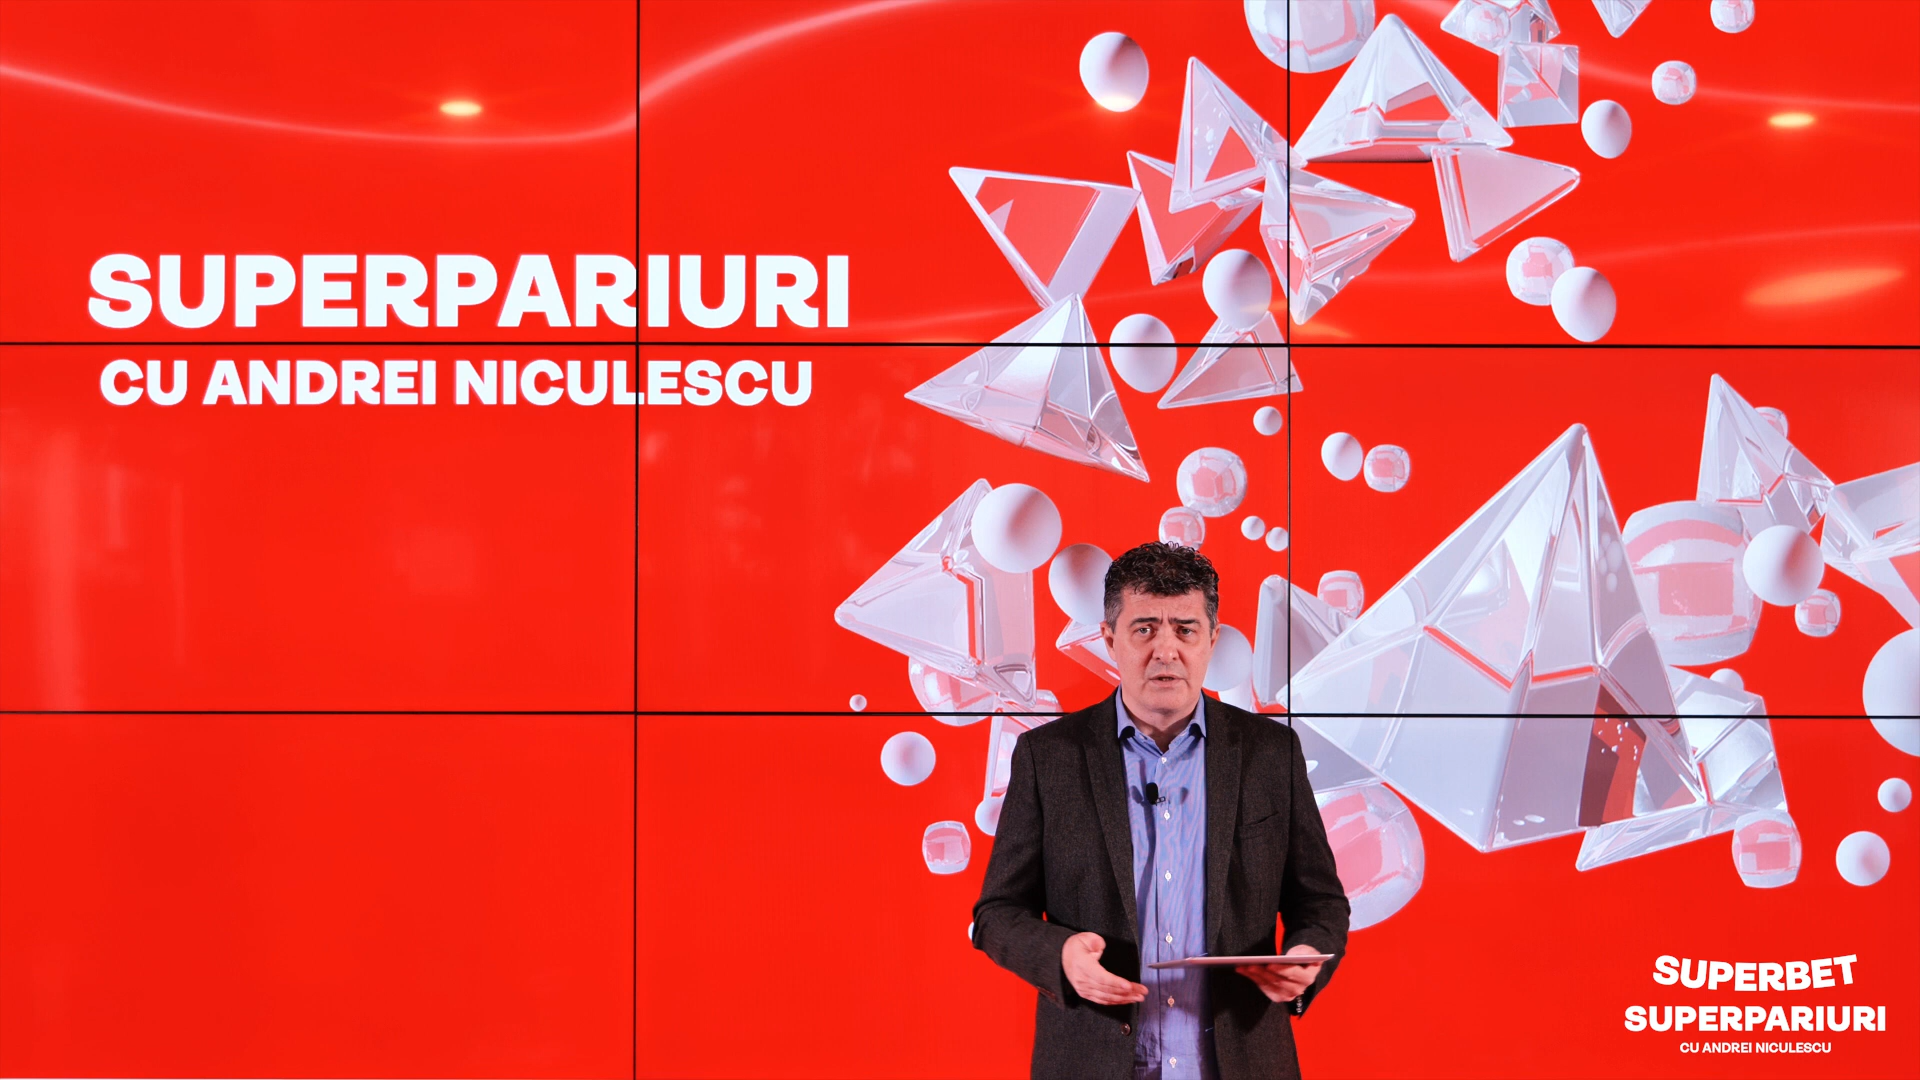 SUPERPARIURI
CU ANDREI NICULESCU
SUPERBET
SUPERPARIURI
CU ANDREI NICULESCU